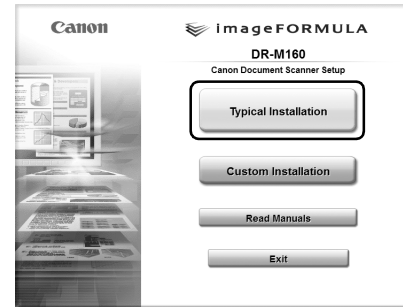 Canon
imageFORMULA
DR-M160
Canon Document Scanner Setup
Typical Installation
Custom Installation
Read Manuals
Exit